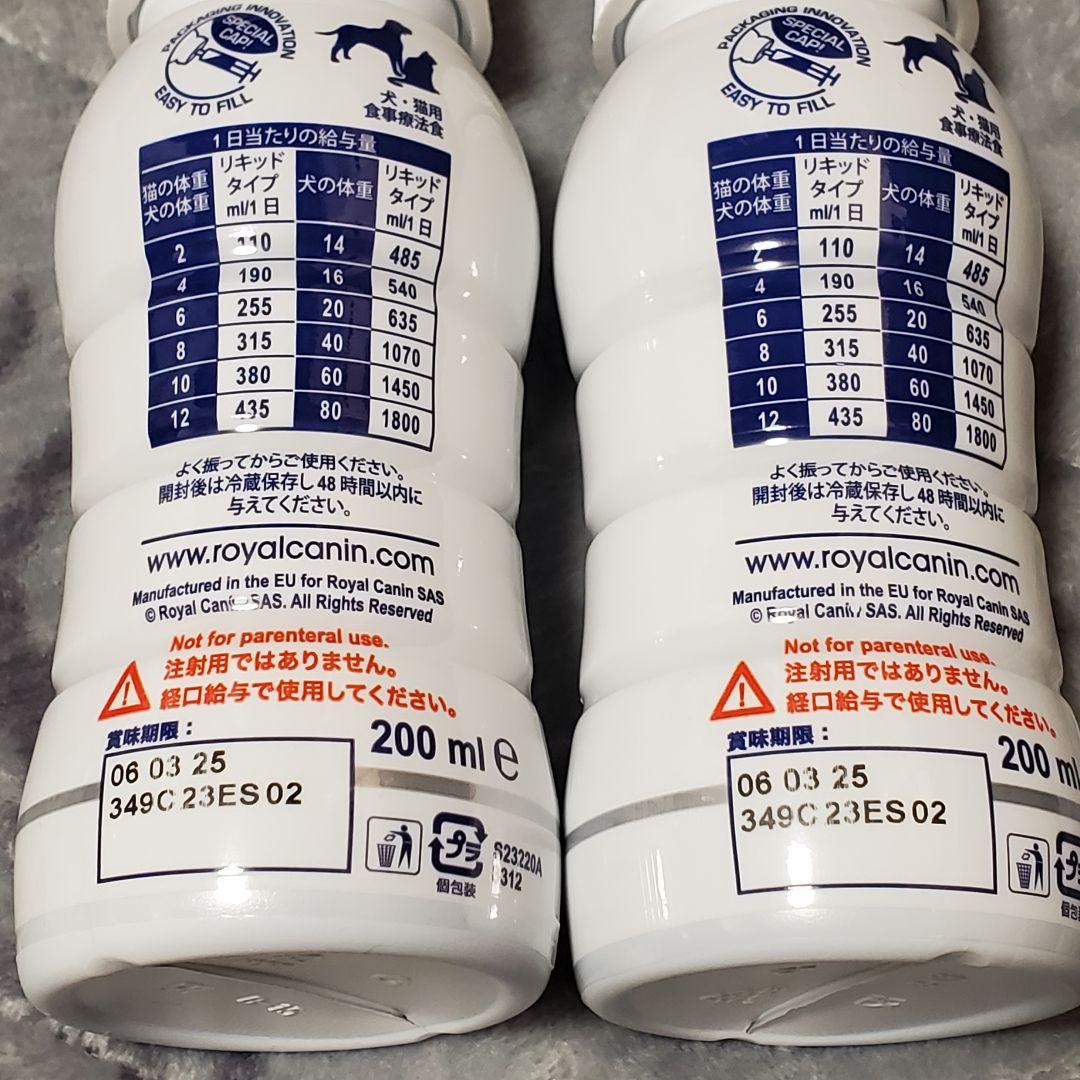 PACKAGING INNOVATION
SPECIAL
CAP!
EASY TO FILL
犬・猫用
食事療法食
1日当たりの給与量
猫の体重
犬の体重
リキッド
タイプ
ml/1日
犬の体重
リキッド
タイプ
ml/1日
2 110 14 485
4 190 16 540
6 255 20 635
8 315 40 1070
10 380 60 1450
12 435 80 1800
よく振ってからご使用ください。
開封後は冷蔵保存し48時間以内に
与えてください。
www.royalcanin.com
Manufactured in the EU for Royal Canin SAS
© Royal Canin SAS. All Rights Reserved
Not for parenteral use.
注射用ではありません。
経口給与で使用してください。
賞味期限：
200 ml e
06 03 25
349C 23ES 02
プラ
個包装
S23220A
PACKAGING INNOVATION
SPECIAL
CAP!
EASY TO FILL
犬・猫用
食事療法食
1日当たりの給与量
猫の体重
犬の体重
リキッド
タイプ
ml/1日
犬の体重
リキッド
タイプ
ml/1日
2 110 14 485
4 190 16 540
6 255 20 635
8 315 40 1070
10 380 60 1450
12 435 80 1800
よく振ってからご使用ください。
開封後は冷蔵保存し48時間以内に
与えてください。
www.royalcanin.com
Manufactured in the EU for Royal Canin SAS
© Royal Canin SAS. All Rights Reserved
Not for parenteral use.
注射用ではありません。
経口給与で使用してください。
賞味期限：
200 ml
06 03 25
349C 23ES 02
個包